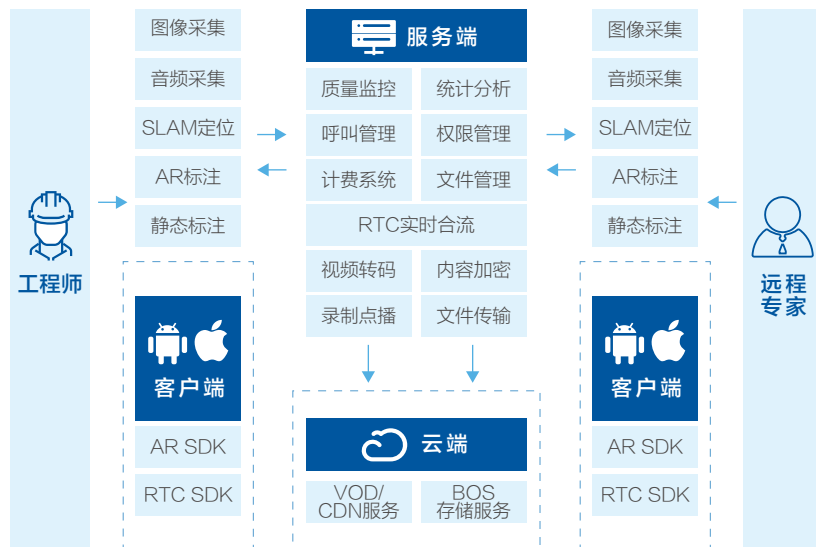 工程师
图像采集
音频采集
SLAM定位
AR标注
静态标注
客户端
AR SDK
RTC SDK
服务端
质量监控
统计分析
呼叫管理
权限管理
计费系统
文件管理
RTC实时合流
视频转码
内容加密
录制点播
文件传输
云端
VOD/
CDN服务
BOS
存储服务
图像采集
音频采集
SLAM定位
AR标注
静态标注
客户端
AR SDK
RTC SDK
远程
专家